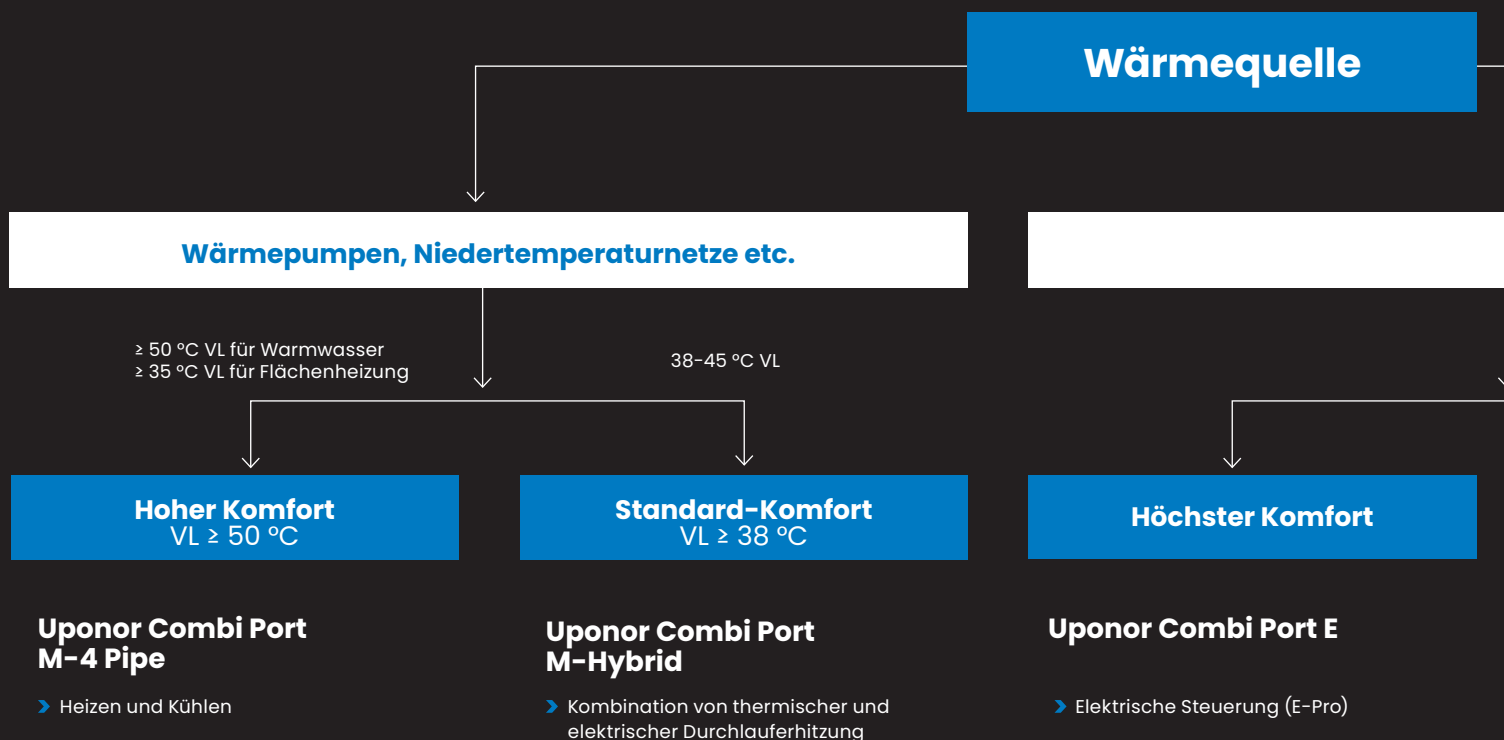 Wärmequelle
Wärmepumpen, Niedertemperaturnetze etc.
≥ 50 °C VL für Warmwasser
≥ 35 °C VL für Flächenheizung
38-45 °C VL
Hoher Komfort
VL ≥ 50 °C
Standard-Komfort
VL ≥ 38 °C
Höchster Komfort
Uponor Combi Port
M-4 Pipe
Heizen und Kühlen
Uponor Combi Port
M-Hybrid
Kombination von thermischer und
elektrischer Durchlauferhitzung
Uponor Combi Port E
Elektrische Steuerung (E-Pro)